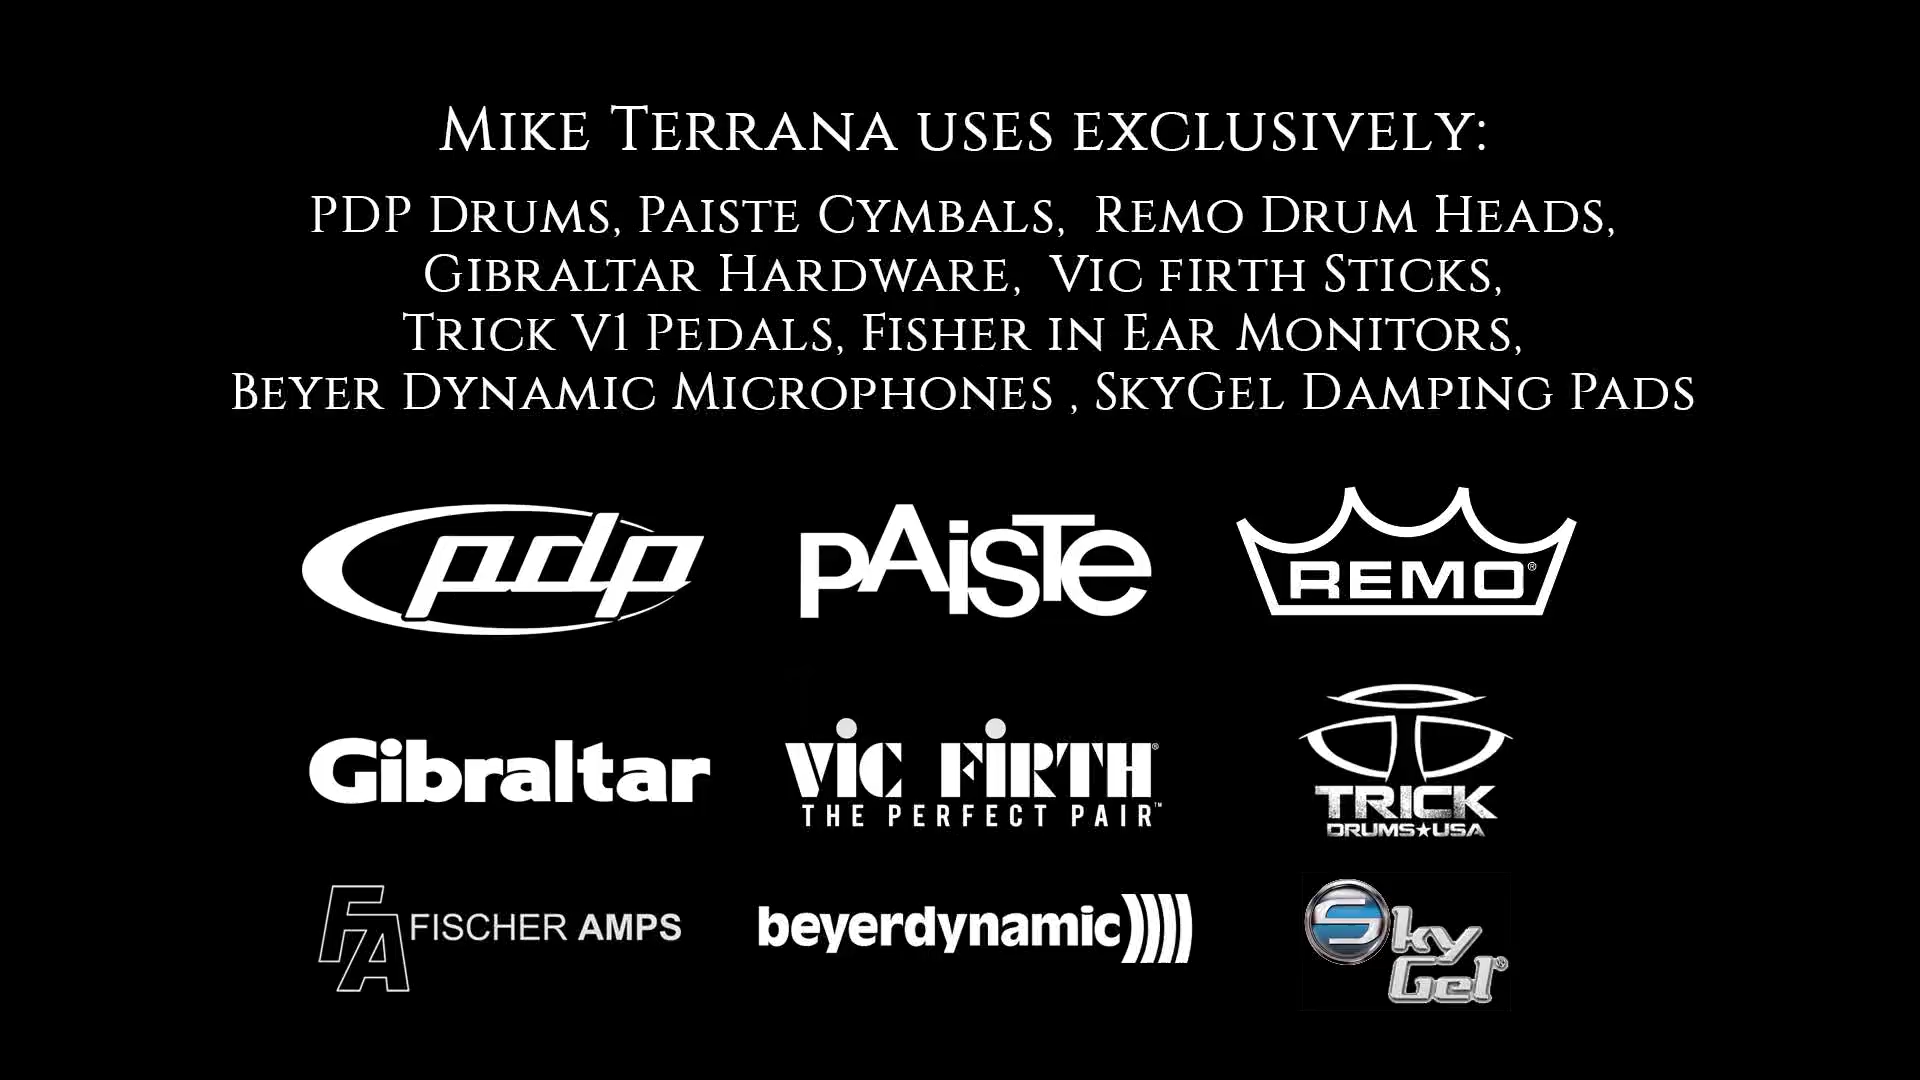 Mike Terrana uses exclusively:
PDP Drums, Paiste Cymbals, Remo Drum Heads,
Gibraltar Hardware, Vic firth Sticks,
Trick V1 Pedals, Fisher in Ear Monitors,
Beyer Dynamic Microphones , SkyGel Damping Pads
pdp
PAiSTe
REMO®
Gibraltar
ViC FiRTH®
THE PERFECT PAIR™
TRICK
DRUMS★USA
FA FISCHER AMPS
beyerdynamic
Sky
Gel®